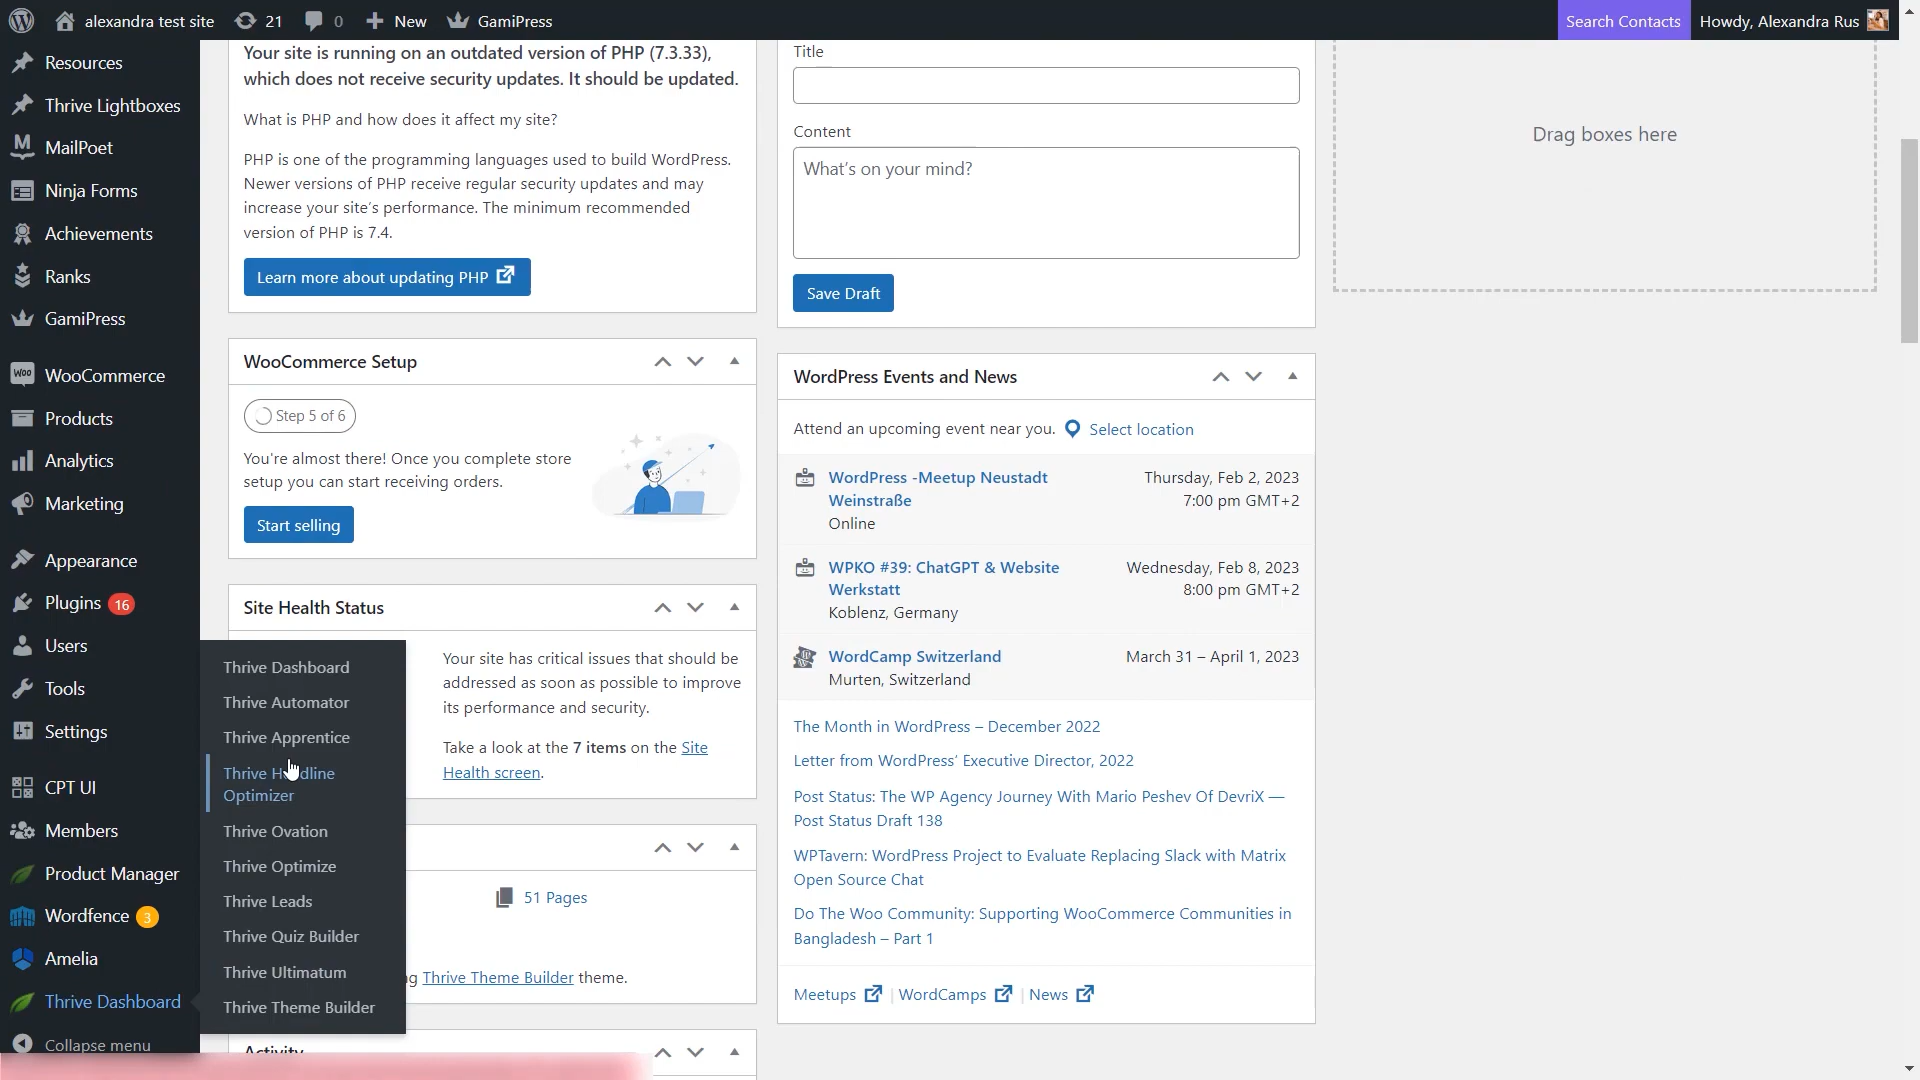 alexandra test site
21
0
New
GamiPress
Search Contacts
Howdy, Alexandra Rus
Resources
Thrive Lightboxes
MailPoet
Ninja Forms
Achievements
Ranks
GamiPress
WooCommerce
Products
Analytics
Marketing
Appearance
Plugins 16
Users
Tools
Settings
CPT UI
Members
Product Manager
Wordfence 3
Amelia
Thrive Dashboard
Collapse menu
Thrive Dashboard
Thrive Automator
Thrive Apprentice
Thrive Headline
Optimizer
Thrive Ovation
Thrive Optimize
Thrive Leads
Thrive Quiz Builder
Thrive Ultimatum
Thrive Theme Builder
Your site is running on an outdated version of PHP (7.3.33),
which does not receive security updates. It should be updated.
What is PHP and how does it affect my site?
PHP is one of the programming languages used to build WordPress.
Newer versions of PHP receive regular security updates and may
increase your site's performance. The minimum recommended
version of PHP is 7.4.
Learn more about updating PHP
WooCommerce Setup
Step 5 of 6
You're almost there! Once you complete store
setup you can start receiving orders.
Start selling
Site Health Status
Your site has critical issues that should be
addressed as soon as possible to improve
its performance and security.
Take a look at the 7 items on the Site
Health screen.
51 Pages
Thrive Theme Builder theme.
Activity
Title
Content
What's on your mind?
Save Draft
WordPress Events and News
Attend an upcoming event near you. Select location
WordPress -Meetup Neustadt
Weinstraße
Online
Thursday, Feb 2, 2023
7:00 pm GMT+2
WPKO #39: ChatGPT & Website
Werkstatt
Koblenz, Germany
Wednesday, Feb 8, 2023
8:00 pm GMT+2
WordCamp Switzerland
Murten, Switzerland
March 31 – April 1, 2023
The Month in WordPress – December 2022
Letter from WordPress' Executive Director, 2022
Post Status: The WP Agency Journey With Mario Peshev Of DevriX —
Post Status Draft 138
WPTavern: WordPress Project to Evaluate Replacing Slack with Matrix
Open Source Chat
Do The Woo Community: Supporting WooCommerce Communities in
Bangladesh – Part 1
Meetups | WordCamps | News
Drag boxes here